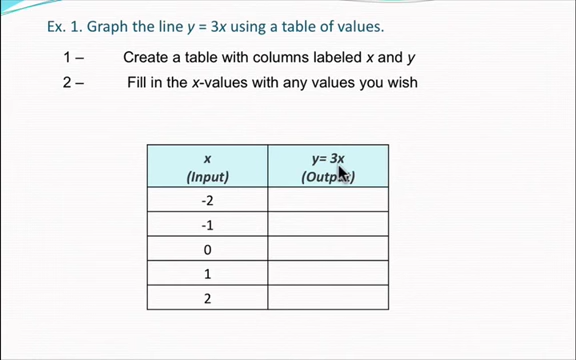 Ex. 1. Graph the line y = 3x using a table of values.
1 – Create a table with columns labeled x and y
2 – Fill in the x-values with any values you wish
x y= 3x
(Input) (Output)
-2
-1
0
1
2